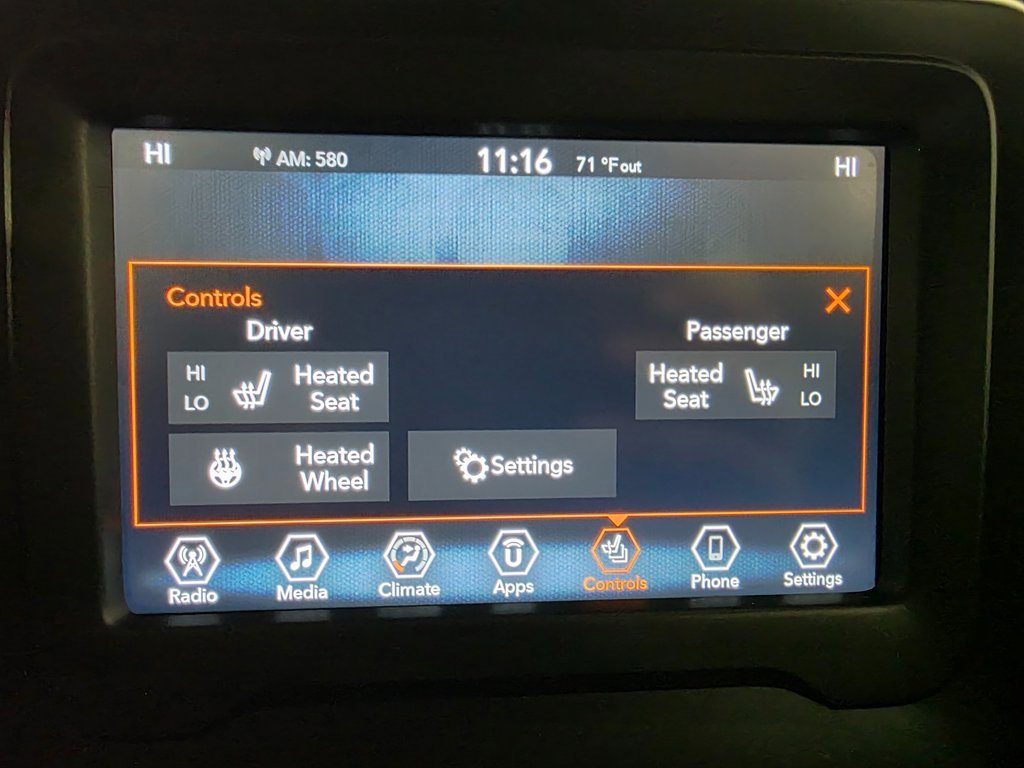 HI AM: 580 11:16 71 °F out HI
Controls
Driver Passenger
HI
LO
Heated
Seat
Heated
Seat
HI
LO
Heated
Wheel
Settings
Radio Media Climate Apps Controls Phone Settings